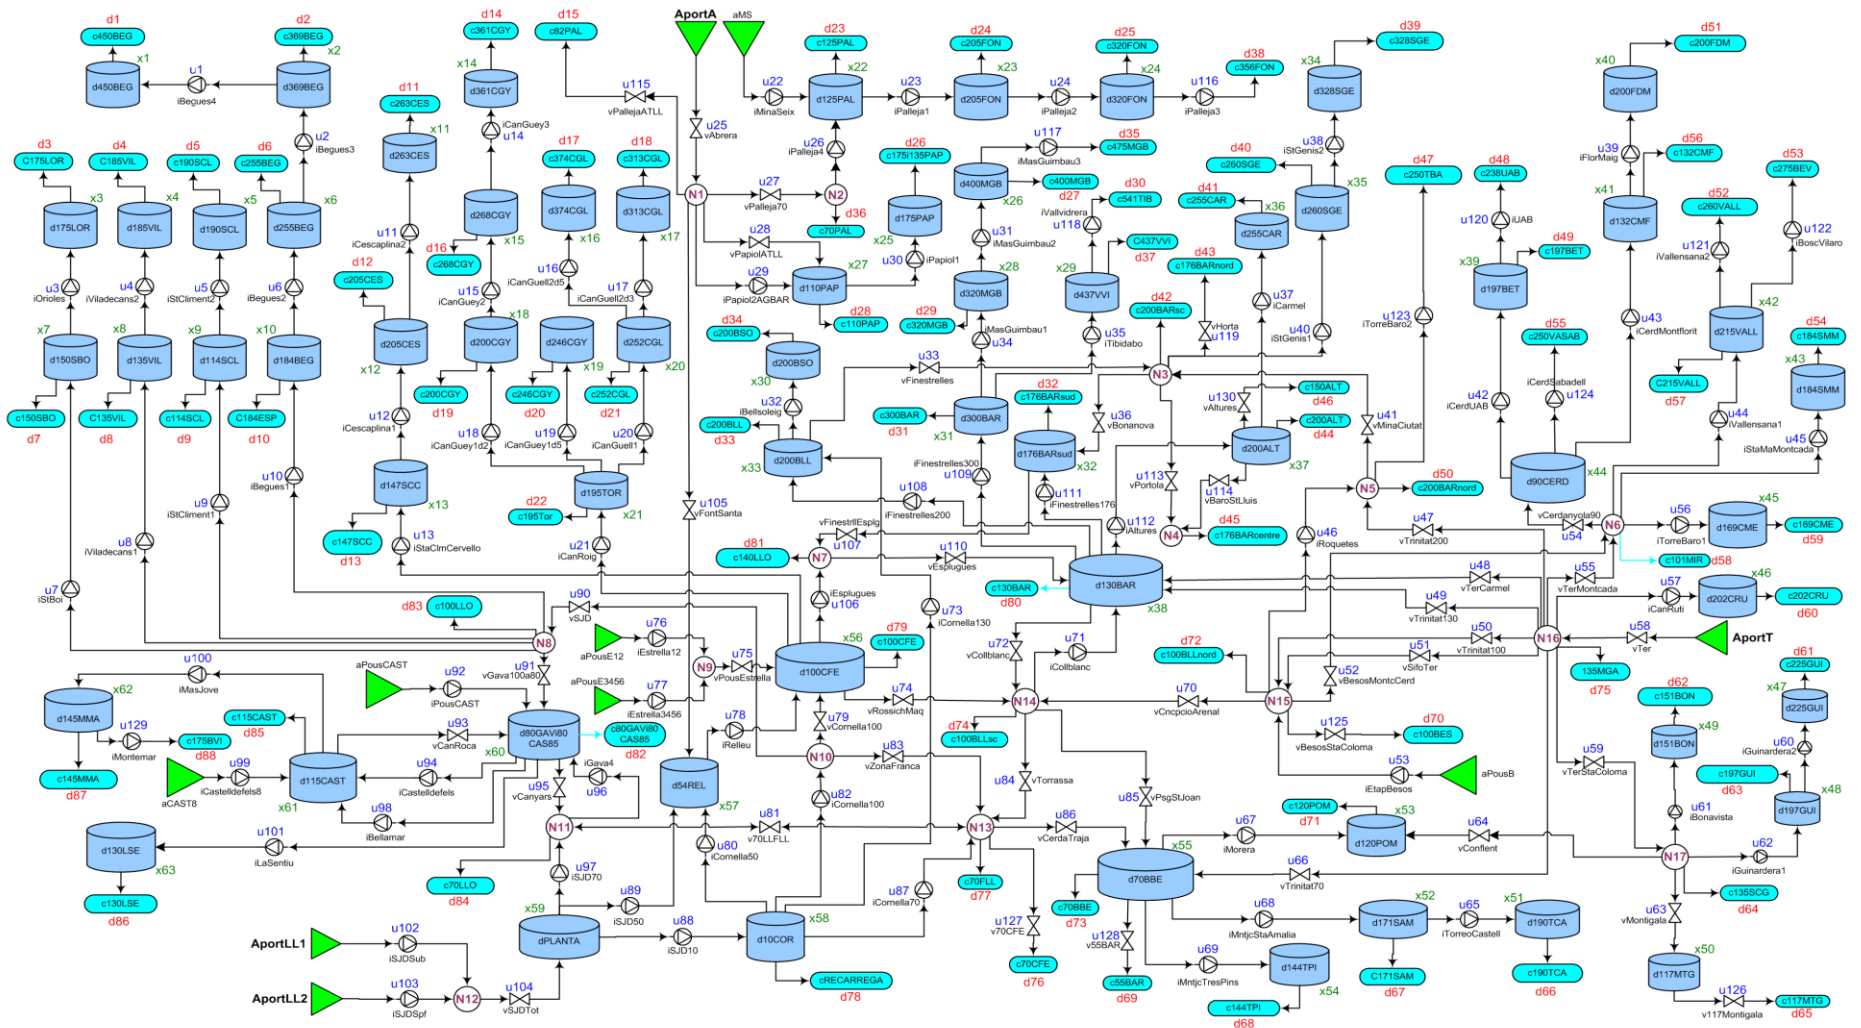 d1
d2
d14
d15
AportA
aMS
d23
d24
d25
d39
d51
c450BEG
c369BEG
c361CGY
c82PAL
c125PAL
c205FON
c320FON
d38
c356FON
c328SGE
c200FDM
x1
x2
x14
x22
x23
x24
x34
x40
d450BEG
u1
iBegues4
d369BEG
d361CGY
u115
vPallejaATLL
u22
iMinaSeix
d125PAL
u23
iPalleja1
d205FON
u24
iPalleja2
d320FON
u116
iPalleja3
d328SGE
d200FDM
d11
c263CES
iCanGuey3
u14
u25
vAbrera
u26
iPalleja4
u117
iMasGuimbau3
d35
c475MGB
u38
iStGenis2
u39
iFlorMaig
d56
c132CMF
u2
iBegues3
d3
d4
d5
d6
C175LOR
C185VIL
c190SCL
c255BEG
x11
d263CES
d17
c374CGL
d18
c313CGL
d26
c175i135PAP
d400MGB
x26
c400MGB
d27
d40
c260SGE
d47
c250TBA
d48
c238UAB
d53
c275BEV
x3
x4
x5
x6
d175LOR
d185VIL
d190SCL
d255BEG
d268CGY
x15
d374CGL
x16
d313CGL
x17
N1
u27
vPalleja70
N2
d36
c70PAL
d175PAP
x25
d30
c541TIB
iVallvidrera
u118
d41
c255CAR
x36
d260SGE
x35
x41
d132CMF
u120
iUAB
d52
c260VALL
u122
iBoscVilaro
u11
iCescaplina2
d16
c268CGY
u28
vPapiolATLL
u31
iMasGuimbau2
C437VVI
d37
d255CAR
d43
c176BARnord
d49
c197BET
u121
iVallensana2
d12
c205CES
u16
iCanGuell2d5
u29
iPapiol2AGBAR
x27
d110PAP
u30
iPapiol1
x28
d320MGB
x29
d437VVI
x39
d197BET
u3
iOrioles
u4
iViladecans2
u5
iStCliment2
u6
iBegues2
u15
iCanGuey2
u17
iCanGuell2d3
d28
c110PAP
d29
c320MGB
d42
c200BARsc
u37
iCarmel
x42
d215VALL
x7
x8
x9
x10
d150SBO
d135VIL
d114SCL
d184BEG
d205CES
x12
x18
d200CGY
d246CGY
x19
d252CGL
x20
d34
c200BSO
d200BSO
x30
iMasGuimbau1
u34
u35
iTibidabo
vHorta
u119
u40
iStGenis1
u123
iTorreBaro2
d55
c250VASAB
u43
iCerdMontflorit
d54
c184SMM
x43
d184SMM
u33
vFinestrelles
N3
c200CGY
d19
c246CGY
d20
c252CGL
d21
C215VALL
d57
c150SBO
d7
C135VIL
d8
c114SCL
d9
C184ESP
d10
u12
iCescaplina1
u32
iBellsoleig
c200BLL
d33
c300BAR
d31
d300BAR
x31
d32
c176BARsud
u36
vBonanova
u130
vAltures
c150ALT
d46
c200ALT
d44
u41
vMinaCiutat
u42
iCerdUAB
iCerdSabadell
u124
u44
iVallensana1
u45
iStaMaMontcada
u18
iCanGuey1d2
u19
iCanGuey1d5
u20
iCanGuell1
d200BLL
x33
d176BARsud
x32
d200ALT
x37
d90CERD
x44
d147SCC
x13
d195TOR
x21
d22
c195Tor
u10
iBegues1
u9
iStCliment1
iFinestrelles300
u109
u108
iFinestrelles200
u111
iFinestrelles176
u113
vPortola
u114
vBaroStLluis
N5
d50
c200BARnord
x45
d169CME
c169CME
d59
u105
vFontSanta
vFinestrllEsplg
u107
u112
iAltures
N4
d45
c176BARcentre
u46
iRoquetes
u47
vTrinitat200
vCerdanyola90
u54
N6
u56
iTorreBaro1
c101MIR
d58
c147SCC
d13
u13
iStaClmCervello
u21
iCanRoig
d81
c140LLO
N7
u110
vEsplugues
d130BAR
x38
c130BAR
d80
u48
vTerCarmel
u55
vTerMontcada
u57
iCanRuti
x46
d202CRU
c202CRU
d60
u8
iViladecans1
u7
iStBoi
d83
c100LLO
u90
vSJD
iEsplugues
u106
u73
iCornella130
u49
vTrinitat130
N8
u76
iEstrella12
aPousE12
x56
d79
c100CFE
u72
vCollblanc
u71
iCollblanc
d72
c100BLLnord
u50
vTrinitat100
u51
vSifoTer
N16
u58
vTer
AportT
u100
iMasJove
u92
iPousCAST
aPousCAST
u91
vGava100a80
N9
u75
vPousEstrella
d100CFE
aPousE3456
u77
iEstrella3456
u52
vBesosMontcCerd
135MGA
d75
d61
c225GUI
x62
d145MMA
u129
iMontemar
c175BVI
d88
c145MMA
d87
c115CAST
d85
u93
vCanRoca
d80GAVi80
CAS85
x60
c80GAVi80
CAS85
d82
u78
iRelleu
u79
vCornella100
u74
vRossichMaq
N14
d74
c100BLLsc
u70
vCncpcioArenal
N15
u125
vBesosStaColoma
d70
c100BES
d62
c151BON
x47
d225GUI
x49
d151BON
u60
iGuinardera2
u99
iCastelldefels8
aCAST8
d115CAST
x61
u94
iCastelldefels
iGava4
u96
u95
vCanyars
d54REL
x57
N10
u83
vZonaFranca
u84
vTorrassa
u85
vPsgStJoan
u53
iEtapBesos
aPousB
u59
vTerStaColoma
c197GUI
d63
d197GUI
x48
u98
iBellamar
u82
iCornella100
u61
iBonavista
u101
iLaSentiu
d130LSE
x63
c130LSE
d86
N11
u81
v70LLFLL
N13
u86
vCerdaTraja
c120POM
d71
x53
d120POM
u67
iMorera
u64
vConflent
N17
u62
iGuinardera1
u80
iCornella50
x55
d70BBE
u66
vTrinitat70
c70LLO
d84
u97
iSJD70
u89
iSJD50
u87
iCornella70
c70FLL
d77
c70BBE
d73
c135SCG
d64
x59
dPLANTA
u88
iSJD10
x58
d10COR
u127
v70CFE
u128
v55BAR
u68
iMntjcStaAmalia
x52
d171SAM
u65
iTorreoCastell
x51
d190TCA
u63
vMontigala
AportLL1
u102
iSJDSub
c70CFE
d76
c55BAR
d69
u69
iMntjcTresPins
d144TPI
x54
C171SAM
d67
c190TCA
d66
x50
d117MTG
AportLL2
u103
iSJDSpf
N12
u104
vSJDTot
cRECARREGA
d78
c144TPI
d68
u126
v117Montigala
c117MTG
d65